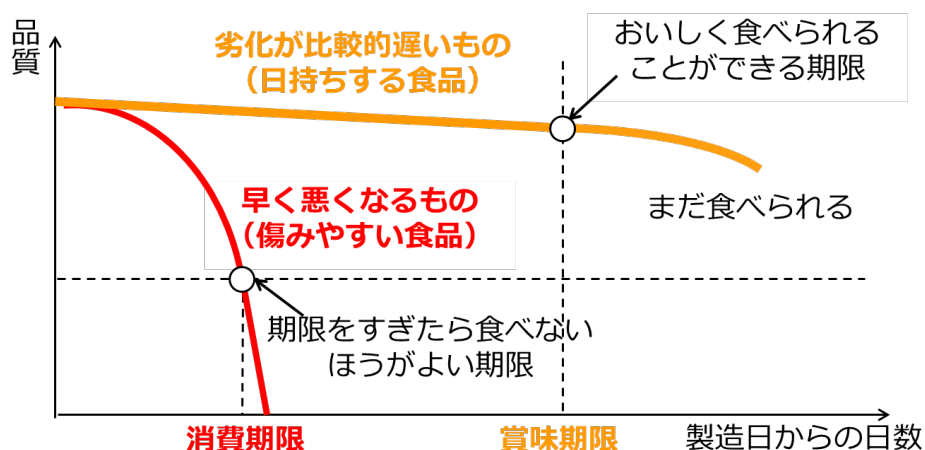 品質
劣化が比較的遅いもの
（日持ちする食品）
おいしく食べられる
ことができる期限
早く悪くなるもの
（傷みやすい食品）
まだ食べられる
期限をすぎたら食べない
ほうがよい期限
消費期限
賞味期限
製造日からの日数